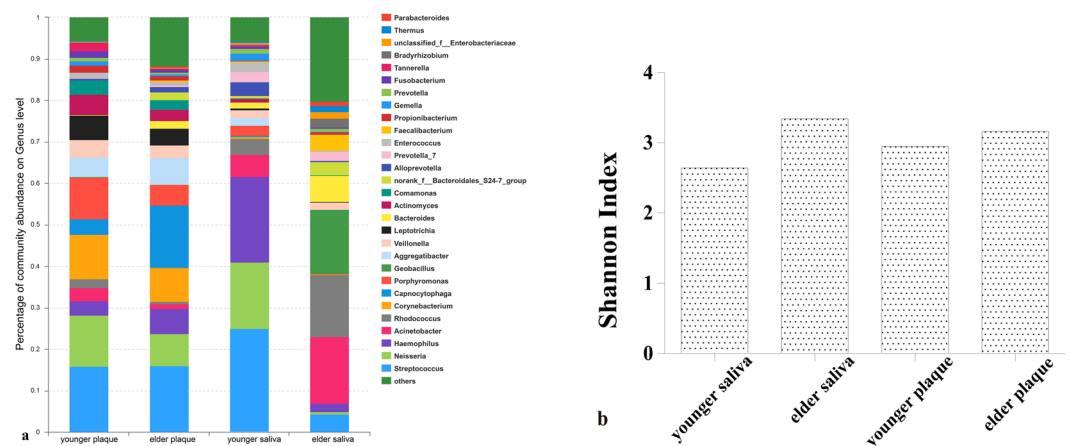 Percentage of community abundance on Genus level
1
0.9
0.8
0.7
0.6
0.5
0.4
0.3
0.2
0.1
0
younger plaque
elder plaque
younger saliva
elder saliva
a
Parabacteroides
Thermus
unclassified_f__Enterobacteriaceae
Bradyrhizobium
Tannerella
Fusobacterium
Prevotella
Gemella
Propionibacterium
Faecalibacterium
Enterococcus
Prevotella_7
Alloprevotella
norank_f__Bacteroidales_S24-7_group
Comamonas
Actinomyces
Bacteroides
Leptotrichia
Veillonella
Aggregatibacter
Geobacillus
Porphyromonas
Capnocytophaga
Corynebacterium
Rhodococcus
Acinetobacter
Haemophilus
Neisseria
Streptococcus
others
Shannon Index
4
3
2
1
0
younger saliva
elder saliva
younger plaque
elder plaque
b